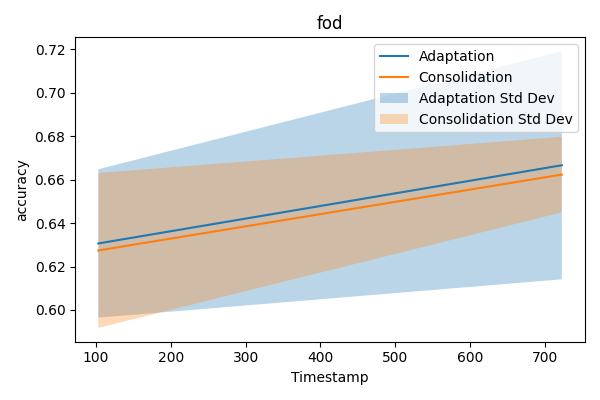 fod
Adaptation
Consolidation
Adaptation Std Dev
Consolidation Std Dev
accuracy
0.72
0.70
0.68
0.66
0.64
0.62
0.60
100
200
300
400
500
600
700
Timestamp